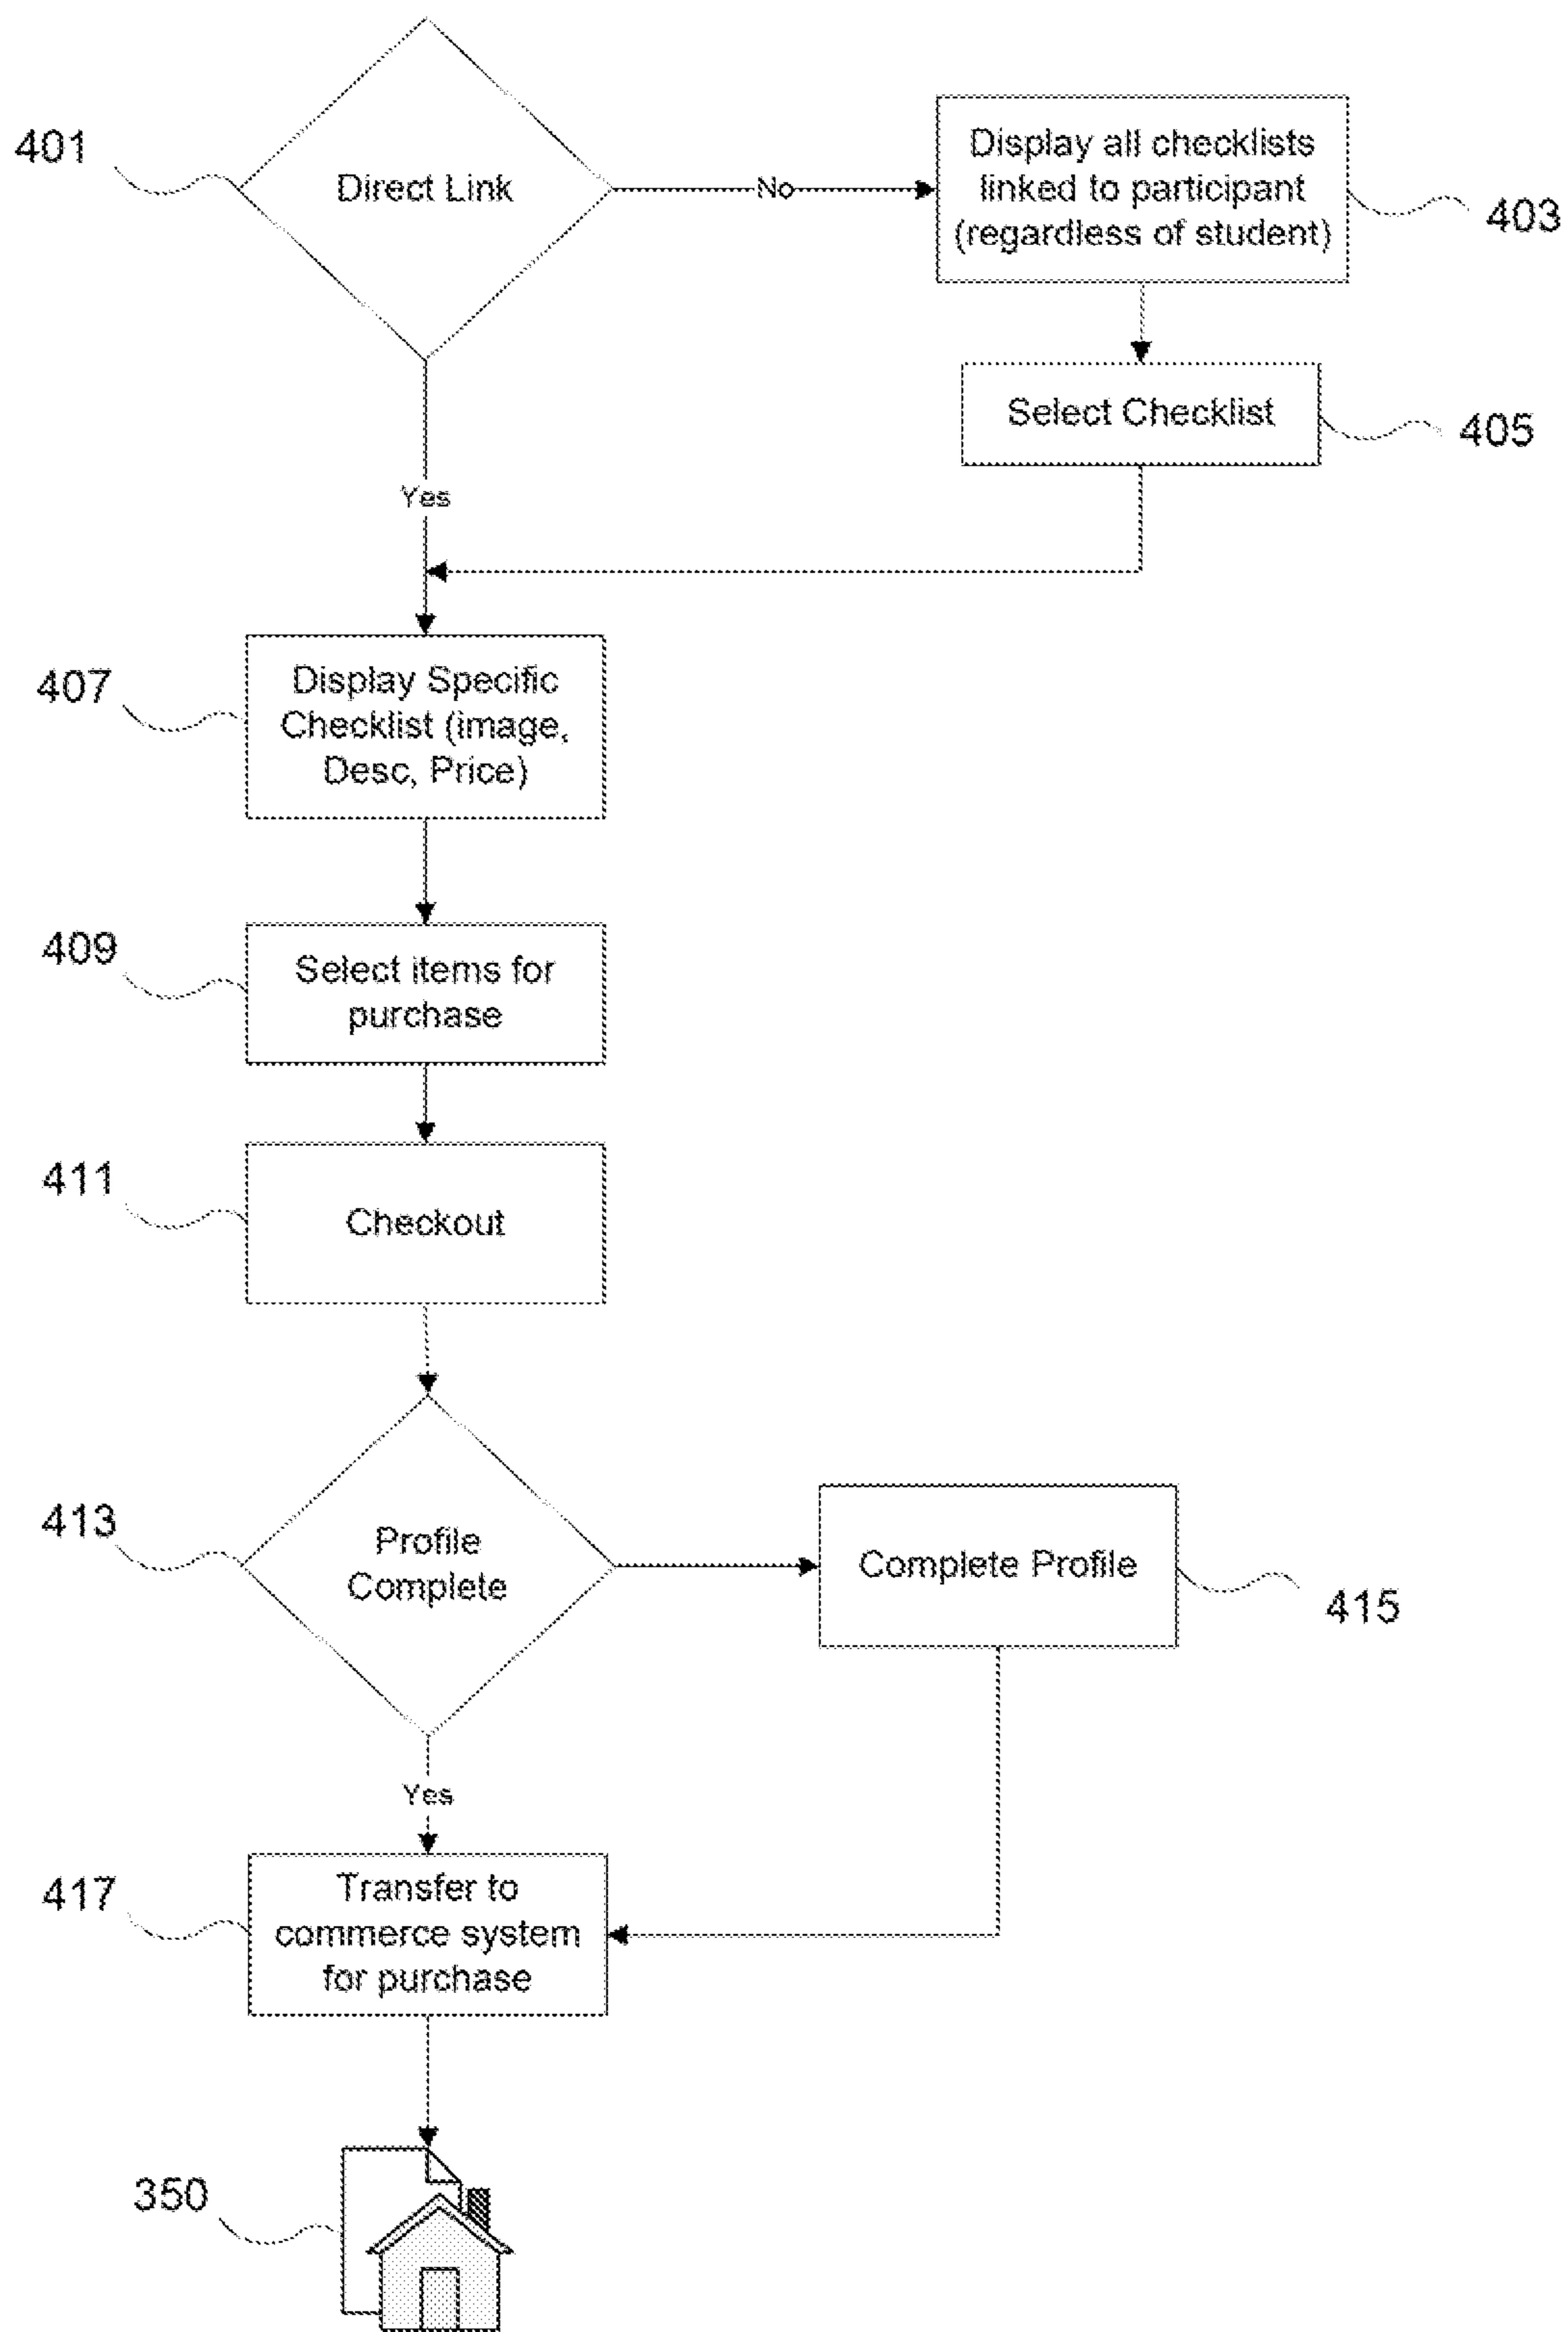 401
Direct Link
No
Display all checklists
linked to participant
(regardless of student)
403
Select Checklist
405
Yes
407
Display Specific
Checklist (image,
Desc, Price)
409
Select items for
purchase
411
Checkout
413
Profile
Complete
Complete Profile
415
Yes
417
Transfer to
commerce system
for purchase
350